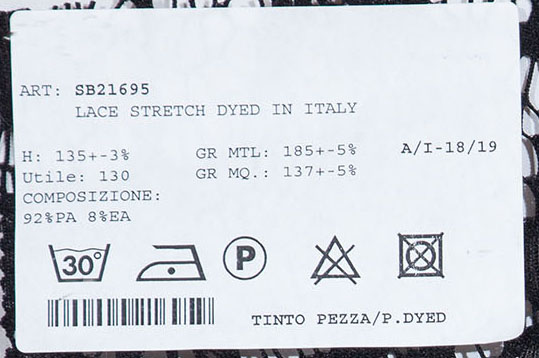 ART: SB21695
LACE STRETCH DYED IN ITALY
H: 135+-3% GR MTL: 185+-5% A/I-18/19
Utile: 130 GR MQ.: 137+-5%
COMPOSIZIONE:
92%PA 8%EA
30° P
TINTO PEZZA/P.DYED